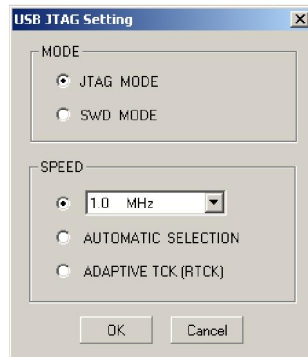 USB JTAG Setting
MODE
JTAG MODE
SWD MODE
SPEED
1.0 MHz
AUTOMATIC SELECTION
ADAPTIVE TCK (RTCK)
OK Cancel